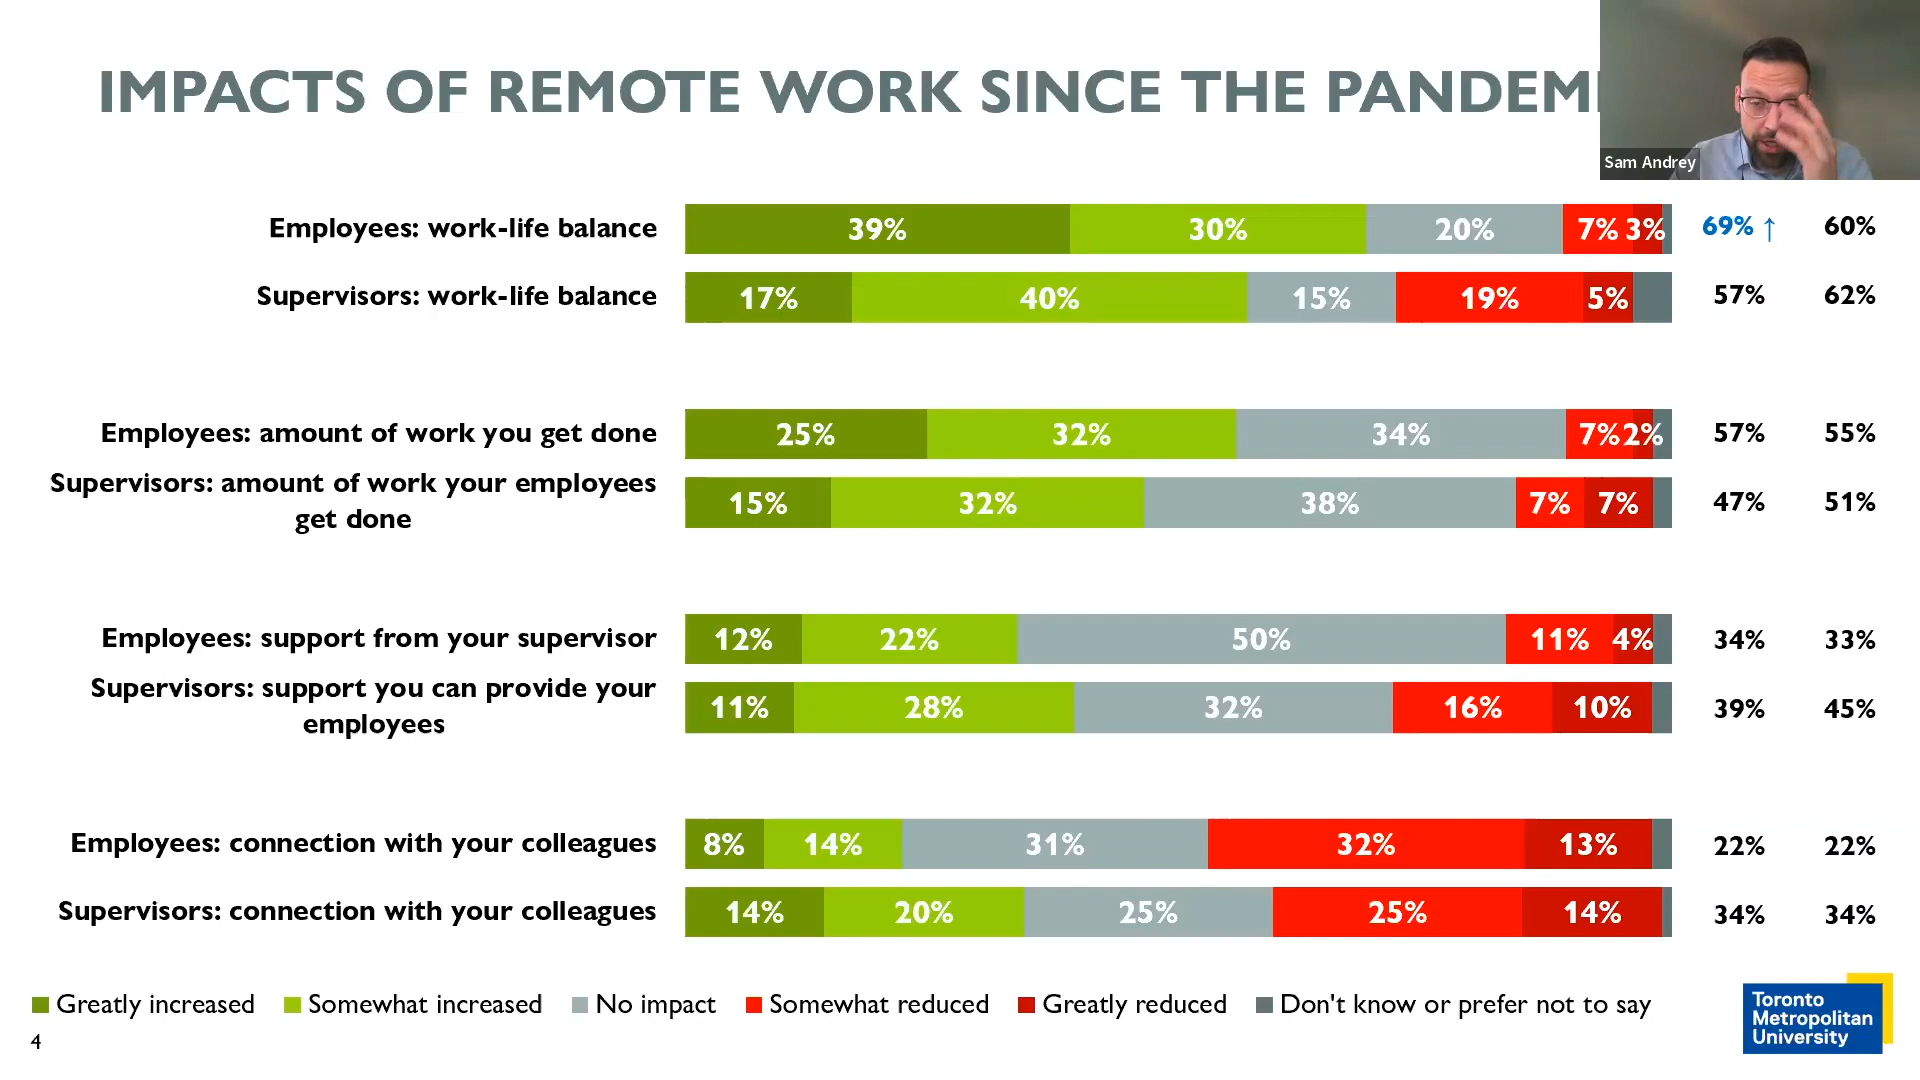 IMPACTS OF REMOTE WORK SINCE THE PANDEMI
Sam Andrey
Employees: work-life balance 39% 30% 20% 7% 3% 69% ↑ 60%
Supervisors: work-life balance 17% 40% 15% 19% 5% 57% 62%
Employees: amount of work you get done 25% 32% 34% 7% 2% 57% 55%
Supervisors: amount of work your employees
get done 15% 32% 38% 7% 7% 47% 51%
Employees: support from your supervisor 12% 22% 50% 11% 4% 34% 33%
Supervisors: support you can provide your
employees 11% 28% 32% 16% 10% 39% 45%
Employees: connection with your colleagues 8% 14% 31% 32% 13% 22% 22%
Supervisors: connection with your colleagues 14% 20% 25% 25% 14% 34% 34%
Greatly increased Somewhat increased No impact Somewhat reduced Greatly reduced Don't know or prefer not to say
4
Toronto
Metropolitan
University